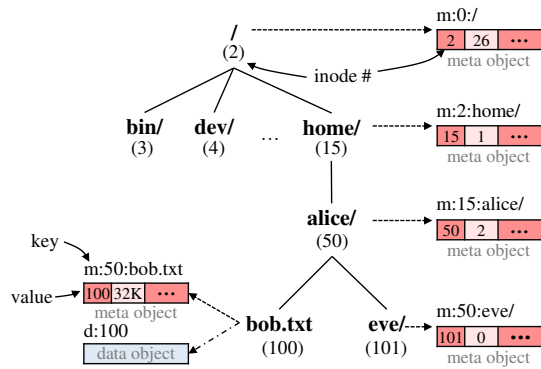 /
(2)
m:0:/
2 26 •••
meta object
inode #
bin/
(3)
dev/
(4)
...
home/
(15)
m:2:home/
15 1 •••
meta object
alice/
(50)
m:15:alice/
50 2 •••
meta object
key
m:50:bob.txt
value
100 32K •••
meta object
d:100
data object
bob.txt
(100)
eve/
(101)
m:50:eve/
101 0 •••
meta object